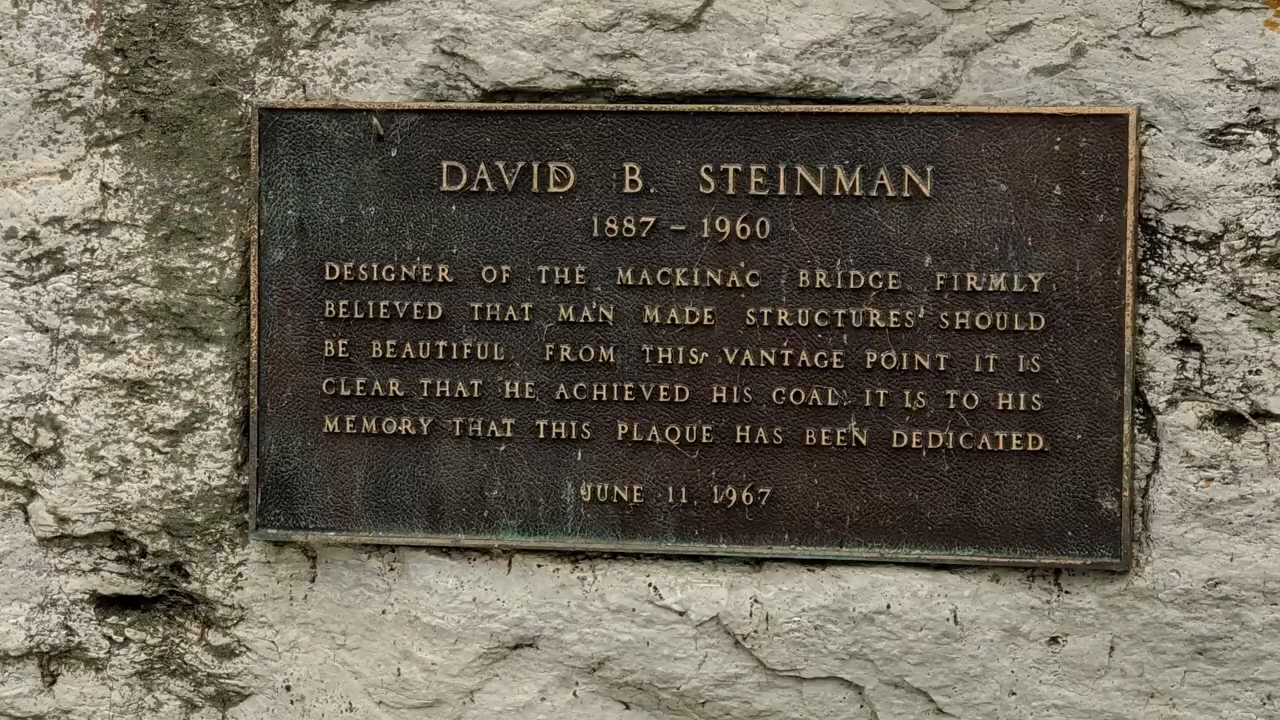 DAVID B. STEINMAN
1887 – 1960
DESIGNER OF THE MACKINAC BRIDGE FIRMLY
BELIEVED THAT MAN MADE STRUCTURES SHOULD
BE BEAUTIFUL. FROM THIS VANTAGE POINT IT IS
CLEAR THAT HE ACHIEVED HIS GOAL. IT IS TO HIS
MEMORY THAT THIS PLAQUE HAS BEEN DEDICATED.
JUNE 11, 1967